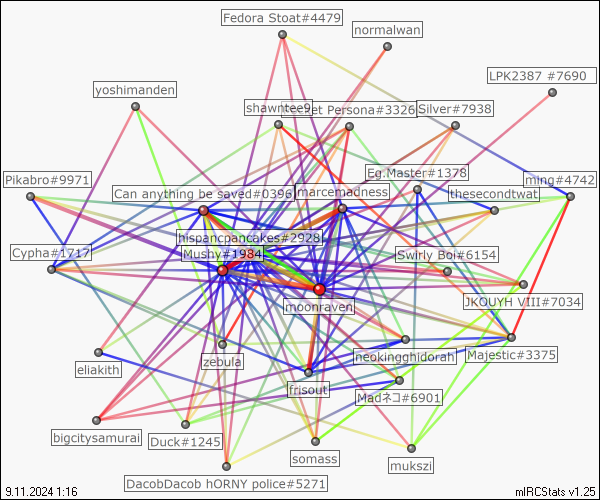 Fedora Stoat#4479
normalwan
LPK2387 #7690
yoshimanden
shawntee9
Persona#3326
Silver#7938
Pikabro#9971
Eg.Master#1378
ming#4742
Can anything be saved#0396
marcemadness
thesecondtwat
hispancpancakes#2928
Cypha#1717
Mushy#1984
Swirly Boi#6154
moonraven
JKOUYH VIII#7034
eliakith
zebula
neokingghidorah
Majestic#3375
frisout
Madネコ#6901
bigcitysamurai
Duck#1245
somass
mukszi
DacobDacob hORNY police#5271
9.11.2024 1:16
mIRCStats v1.25